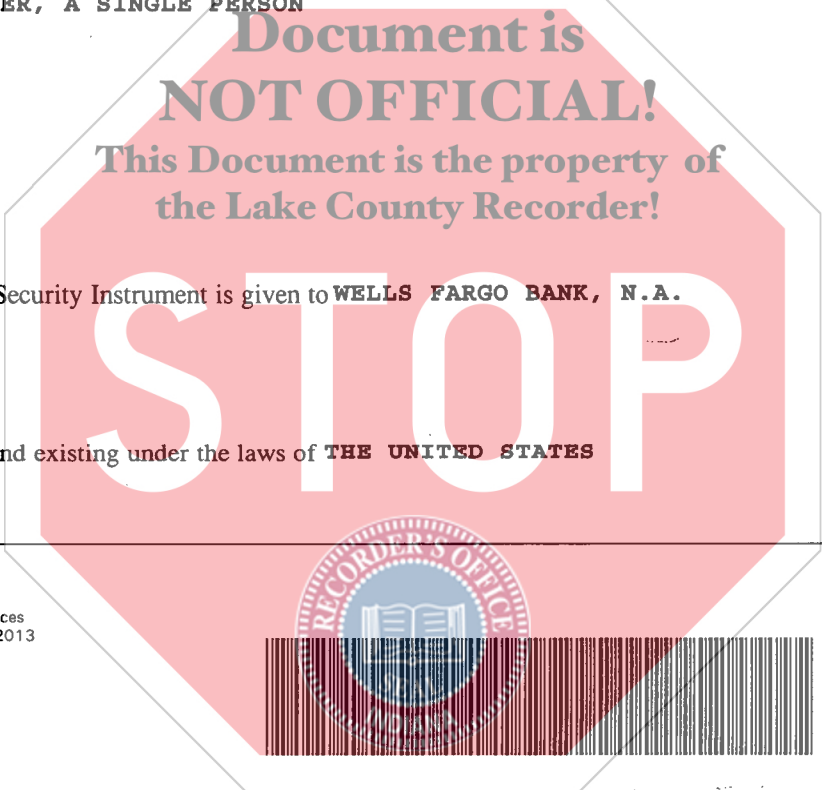 ER, A SINGLE PERSON
Document is
NOT OFFICIAL!
This Document is the property of
the Lake County Recorder!
Security Instrument is given to WELLS FARGO BANK, N.A.
STOP
nd existing under the laws of THE UNITED STATES
RECORDER'S OFFICE
ces
2013
SEAL
INDIANA